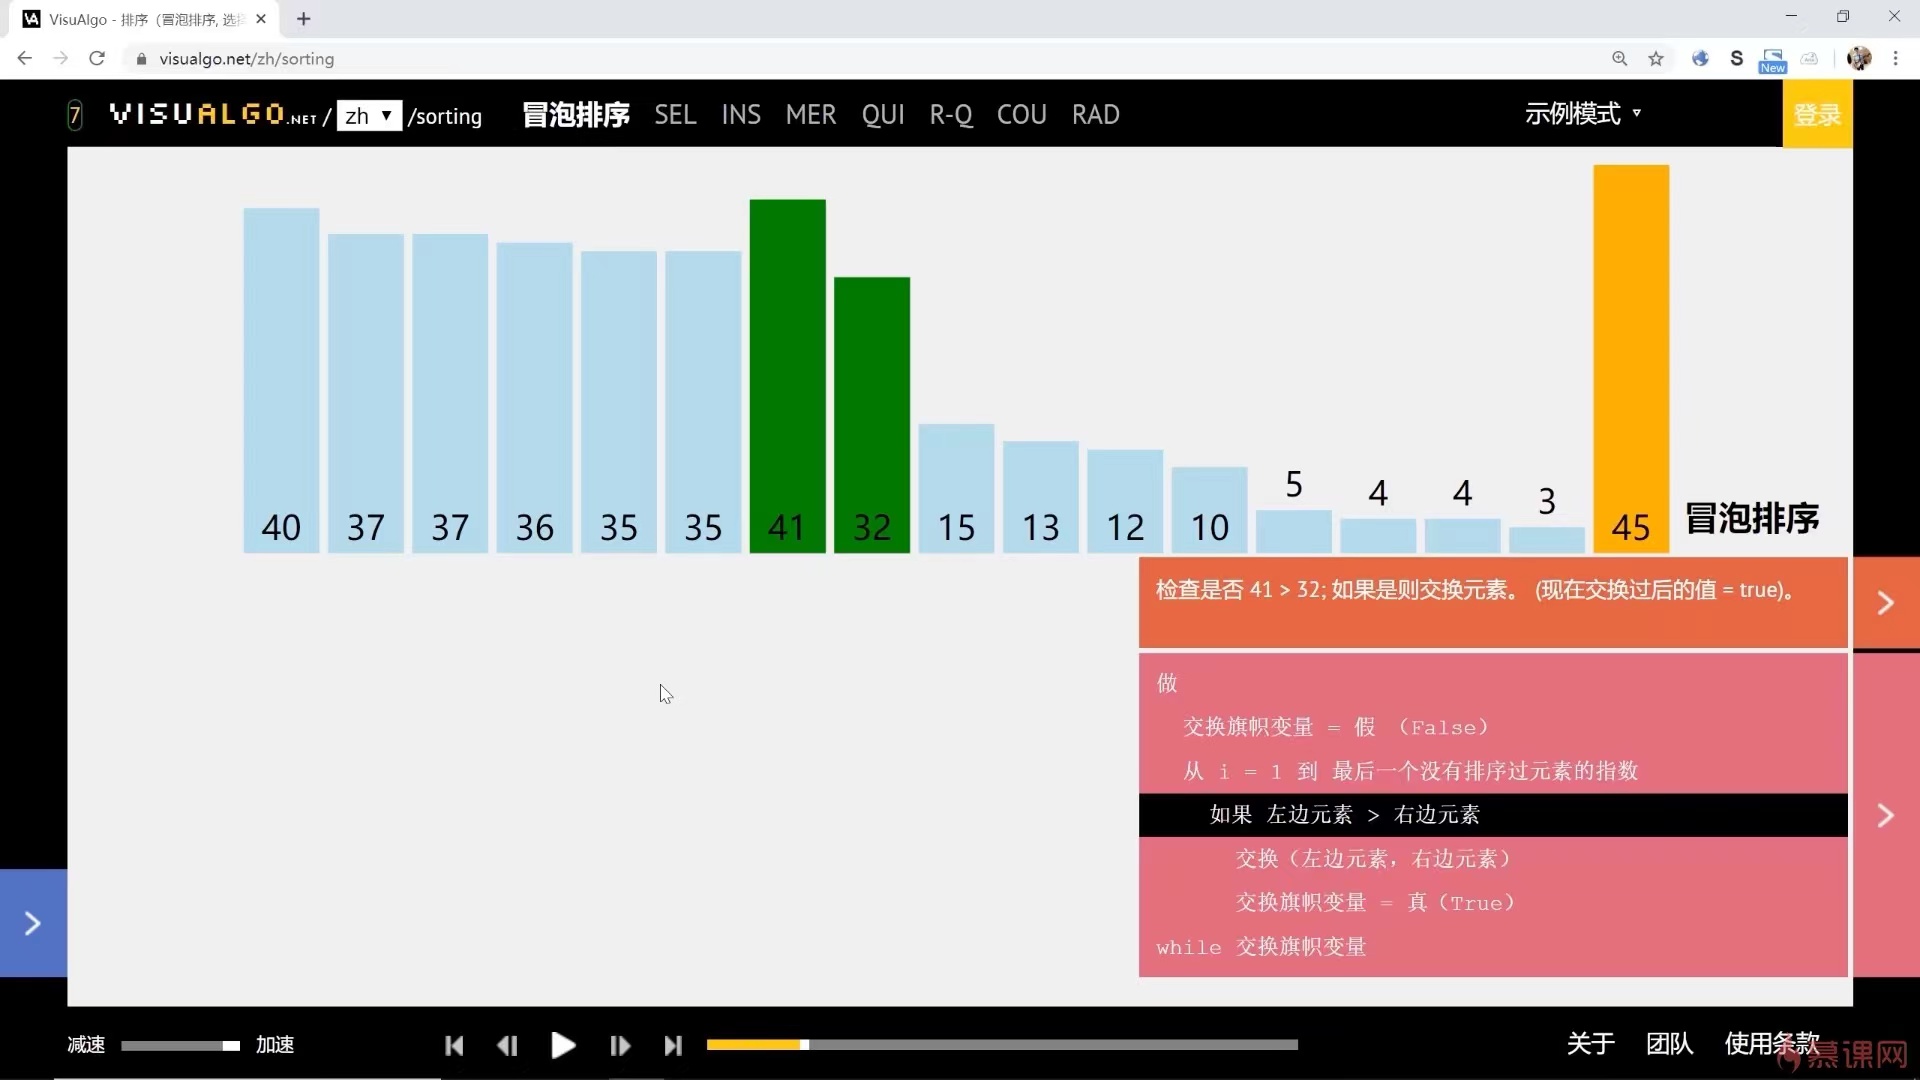 VisuAlgo - 排序（冒泡排序, 选择
visualgo.net/zh/sorting
New
7 VISUALGO.NET / zh ▼ /sorting 冒泡排序 SEL INS MER QUI R-Q COU RAD 示例模式 ▼ 登录
40 37 37 36 35 35 41 32 15 13 12 10 5 4 4 3 45 冒泡排序
检查是否 41 > 32; 如果是则交换元素。 (现在交换过后的值 = true)。
做
交换旗帜变量 = 假 （False）
从 i = 1 到 最后一个没有排序过元素的指数
如果 左边元素 > 右边元素
交换（左边元素，右边元素）
交换旗帜变量 = 真（True）
while 交换旗帜变量
减速 加速 关于 团队 使用条款
慕课网